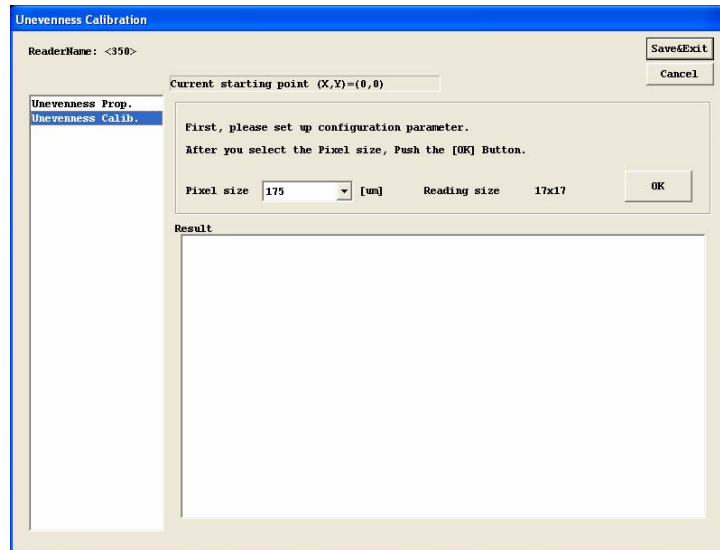 Unevenness Calibration
ReaderName: <350>
Save&Exit
Cancel
Current starting point (X,Y)=(0,0)
Unevenness Prop.
Unevenness Calib.
First, please set up configuration parameter.
After you select the Pixel size, Push the [OK] Button.
Pixel size 175 [um] Reading size 17x17 OK
Result